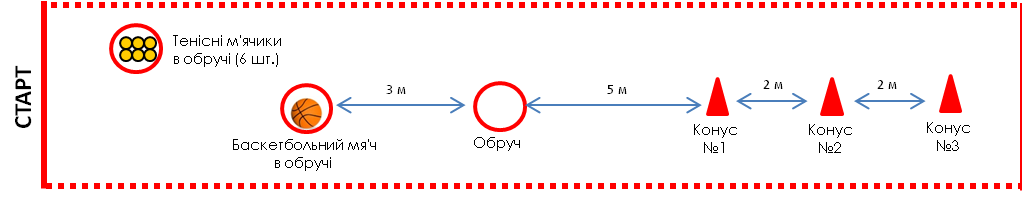 СТАРТ
Тенісні м'ячики
в обручі (6 шт.)
3 м
5 м
2 м
2 м
Баскетбольний мя'ч
в обручі
Обруч
Конус
№1
Конус
№2
Конус
№3